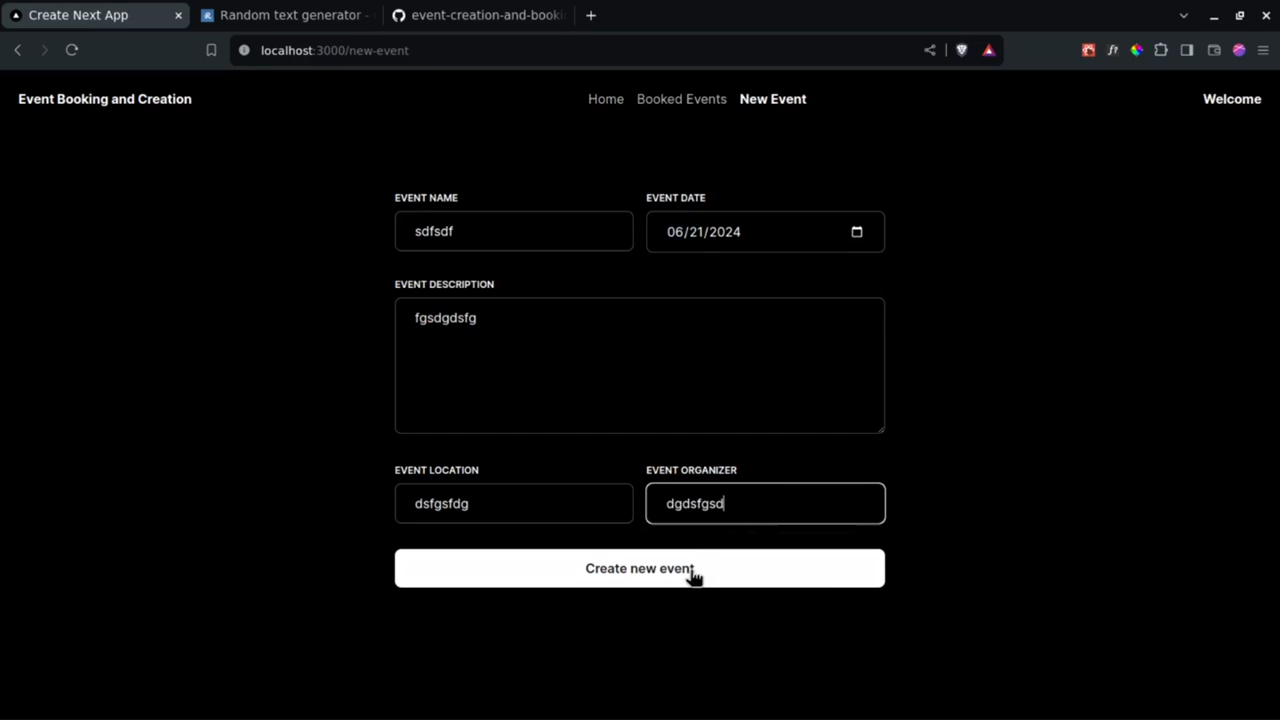 Create Next App
Random text generator -
event-creation-and-booki
localhost:3000/new-event
Event Booking and Creation
Home
Booked Events
New Event
Welcome
EVENT NAME
EVENT DATE
sdfsdf
06/21/2024
EVENT DESCRIPTION
fgsdgdsfg
EVENT LOCATION
EVENT ORGANIZER
dsfgsfdg
dgdsfgsd
Create new event